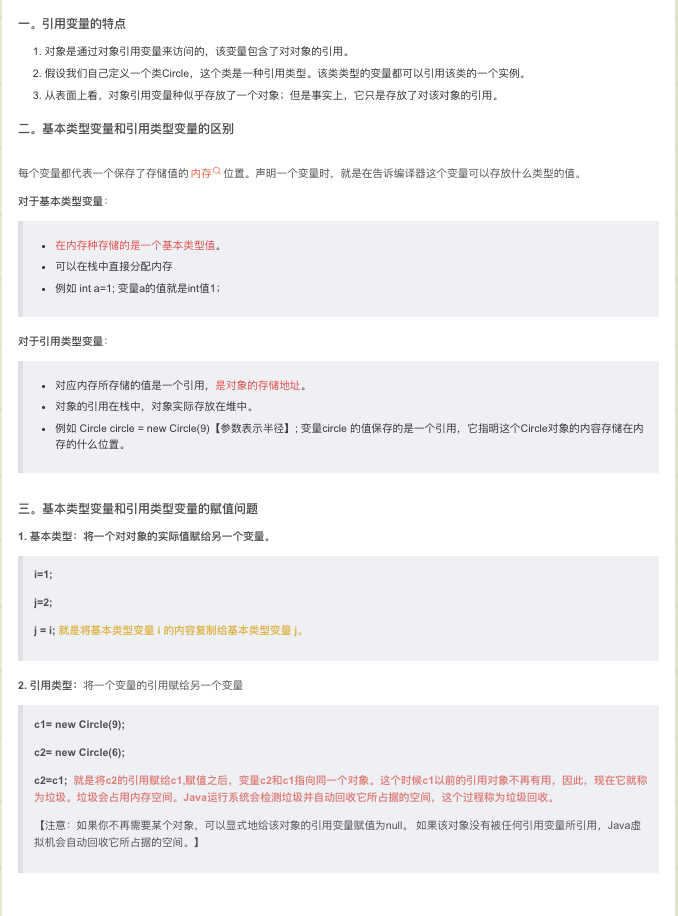 一。引用变量的特点
1. 对象是通过对象引用变量来访问的，该变量包含了对对象的引用。
2. 假设我们自己定义一个类Circle，这个类是一种引用类型。该类类型的变量都可以引用该类的一个实例。
3. 从表面上看，对象引用变量种似乎存放了一个对象；但是事实上，它只是存放了对该对象的引用。
二。基本类型变量和引用类型变量的区别
每个变量都代表一个保存了存储值的 内存 位置。声明一个变量时，就是在告诉编译器这个变量可以存放什么类型的值。
对于基本类型变量：
• 在内存种存储的是一个基本类型值。
• 可以在栈中直接分配内存
• 例如 int a=1; 变量a的值就是int值1；
对于引用类型变量：
• 对应内存所存储的值是一个引用，是对象的存储地址。
• 对象的引用在栈中，对象实际存放在堆中。
• 例如 Circle circle = new Circle(9)【参数表示半径】; 变量circle 的值保存的是一个引用，它指明这个Circle对象的内容存储在内
存的什么位置。
三。基本类型变量和引用类型变量的赋值问题
1. 基本类型：将一个对对象的实际值赋给另一个变量。
i=1;
j=2;
j = i; 就是将基本类型变量 i 的内容复制给基本类型变量 j。
2. 引用类型：将一个变量的引用赋给另一个变量
c1= new Circle(9);
c2= new Circle(6);
c2=c1; 就是将c2的引用赋给c1,赋值之后，变量c2和c1指向同一个对象。这个时候c1以前的引用对象不再有用，因此，现在它就称
为垃圾。垃圾会占用内存空间。Java运行系统会检测垃圾并自动回收它所占据的空间，这个过程称为垃圾回收。
【注意：如果你不再需要某个对象，可以显式地给该对象的引用变量赋值为null。 如果该对象没有被任何引用变量所引用，Java虚
拟机会自动回收它所占据的空间。】